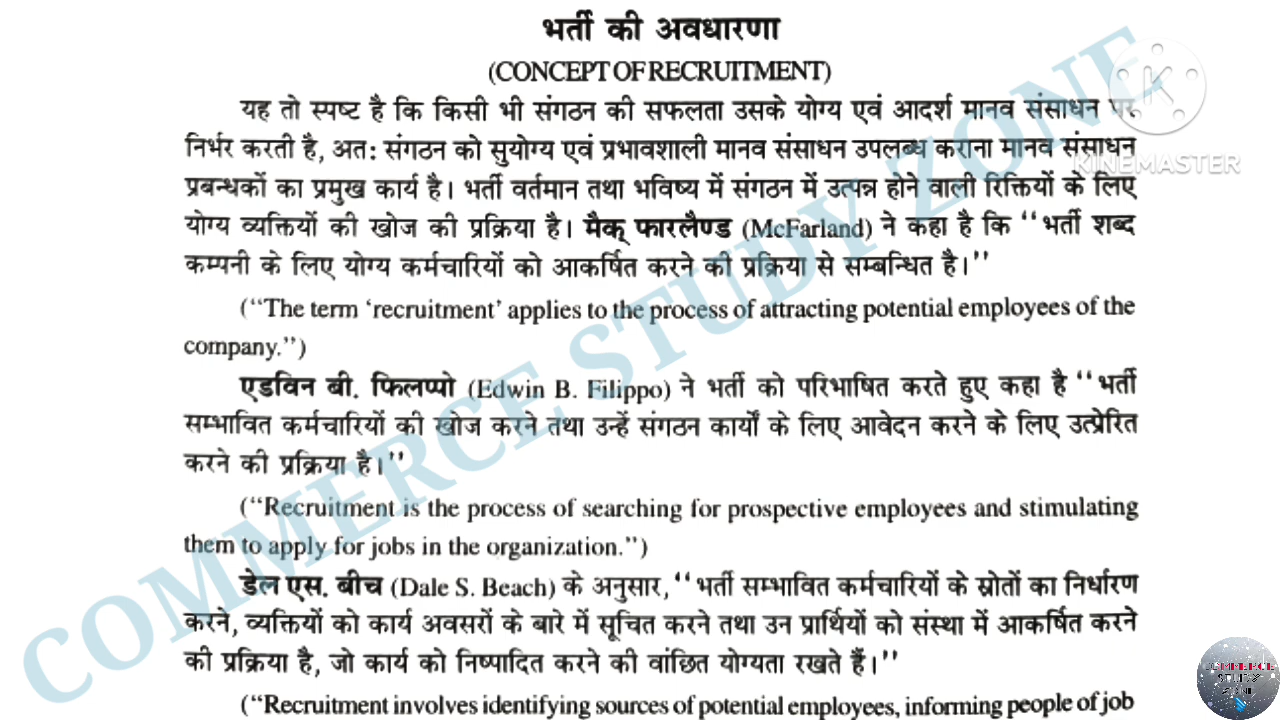 भर्ती की अवधारणा
(CONCEPT OF RECRUITMENT)
यह तो स्पष्ट है कि किसी भी संगठन की सफलता उसके योग्य एवं आदर्श मानव संसाधन पर
निर्भर करती है, अतः संगठन को सुयोग्य एवं प्रभावशाली मानव संसाधन उपलब्ध कराना मानव संसाधन
प्रबन्धकों का प्रमुख कार्य है। भर्ती वर्तमान तथा भविष्य में संगठन में उत्पन्न होने वाली रिक्तियों के लिए
योग्य व्यक्तियों की खोज की प्रक्रिया है। मैक् फारलैण्ड (McFarland) ने कहा है कि "भर्ती शब्द
कम्पनी के लिए योग्य कर्मचारियों को आकर्षित करने की प्रक्रिया से सम्बन्धित है।"
("The term 'recruitment' applies to the process of attracting potential employees of the
company.")
एडविन बी. फिलप्पो (Edwin B. Filippo) ने भर्ती को परिभाषित करते हुए कहा है "भर्ती
सम्भावित कर्मचारियों की खोज करने तथा उन्हें संगठन कार्यों के लिए आवेदन करने के लिए उत्प्रेरित
करने की प्रक्रिया है।"
("Recruitment is the process of searching for prospective employees and stimulating
them to apply for jobs in the organization.")
डेल एस. बीच (Dale S. Beach) के अनुसार, "भर्ती सम्भावित कर्मचारियों के स्रोतों का निर्धारण
करने, व्यक्तियों को कार्य अवसरों के बारे में सूचित करने तथा उन प्रार्थियों को संस्था में आकर्षित करने
की प्रक्रिया है, जो कार्य को निष्पादित करने की वांछित योग्यता रखते हैं।"
("Recruitment involves identifying sources of potential employees, informing people of job
COMMERCE STUDY ZONE
K
KINEMASTER
COMMERCE
STUDY
ZONE